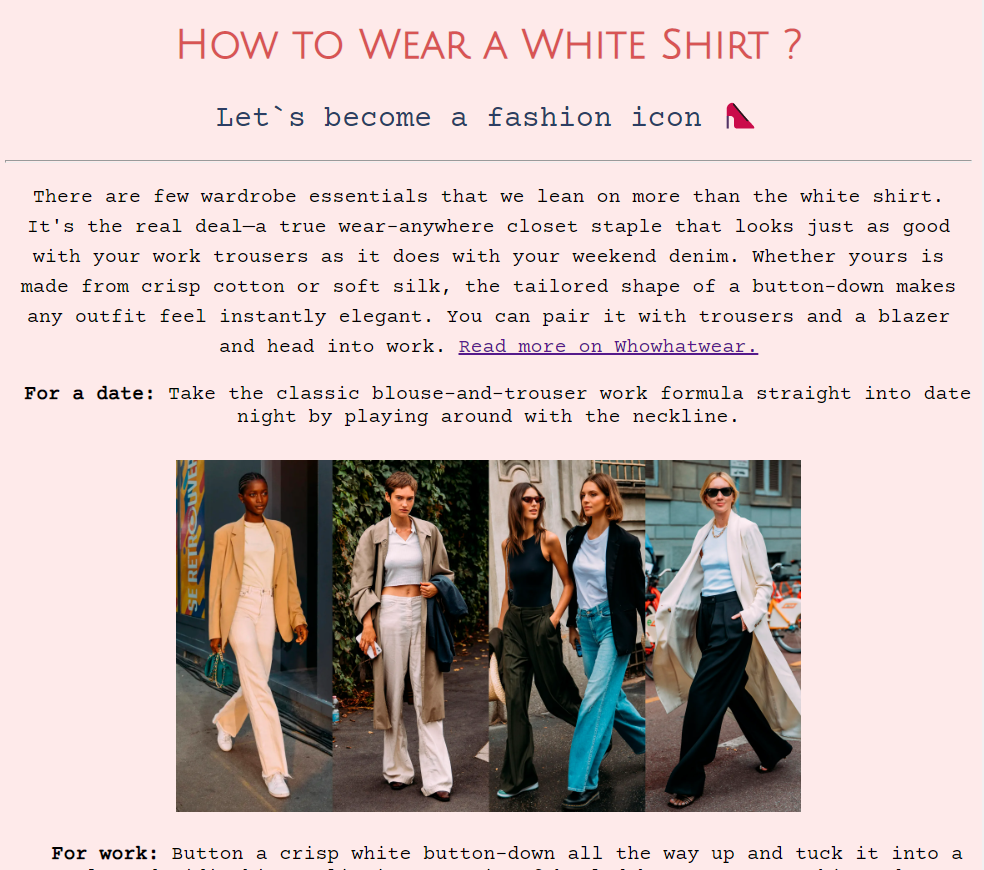 How to Wear a White Shirt ?
Let`s become a fashion icon 👠
There are few wardrobe essentials that we lean on more than the white shirt.
It's the real deal—a true wear-anywhere closet staple that looks just as good
with your work trousers as it does with your weekend denim. Whether yours is
made from crisp cotton or soft silk, the tailored shape of a button-down makes
any outfit feel instantly elegant. You can pair it with trousers and a blazer
and head into work. Read more on Whowhatwear.
For a date: Take the classic blouse-and-trouser work formula straight into date
night by playing around with the neckline.
SE RETROUVER
For work: Button a crisp white button-down all the way up and tuck it into a